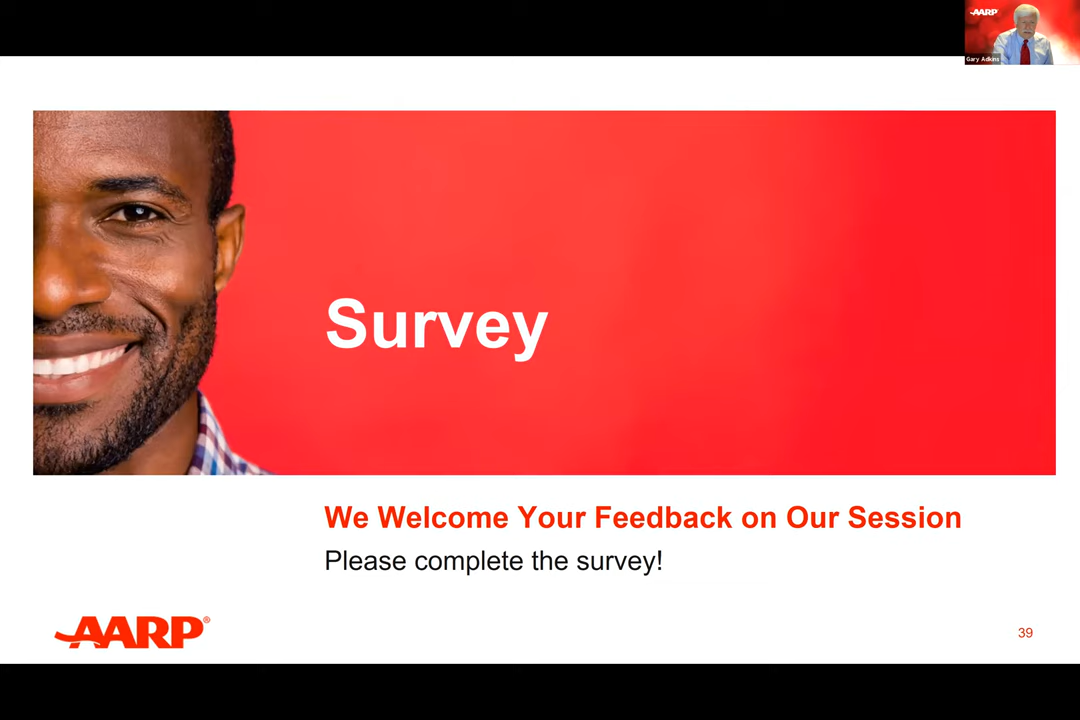 AARP
Gary Adkins
Survey
We Welcome Your Feedback on Our Session
Please complete the survey!
AARP®
39